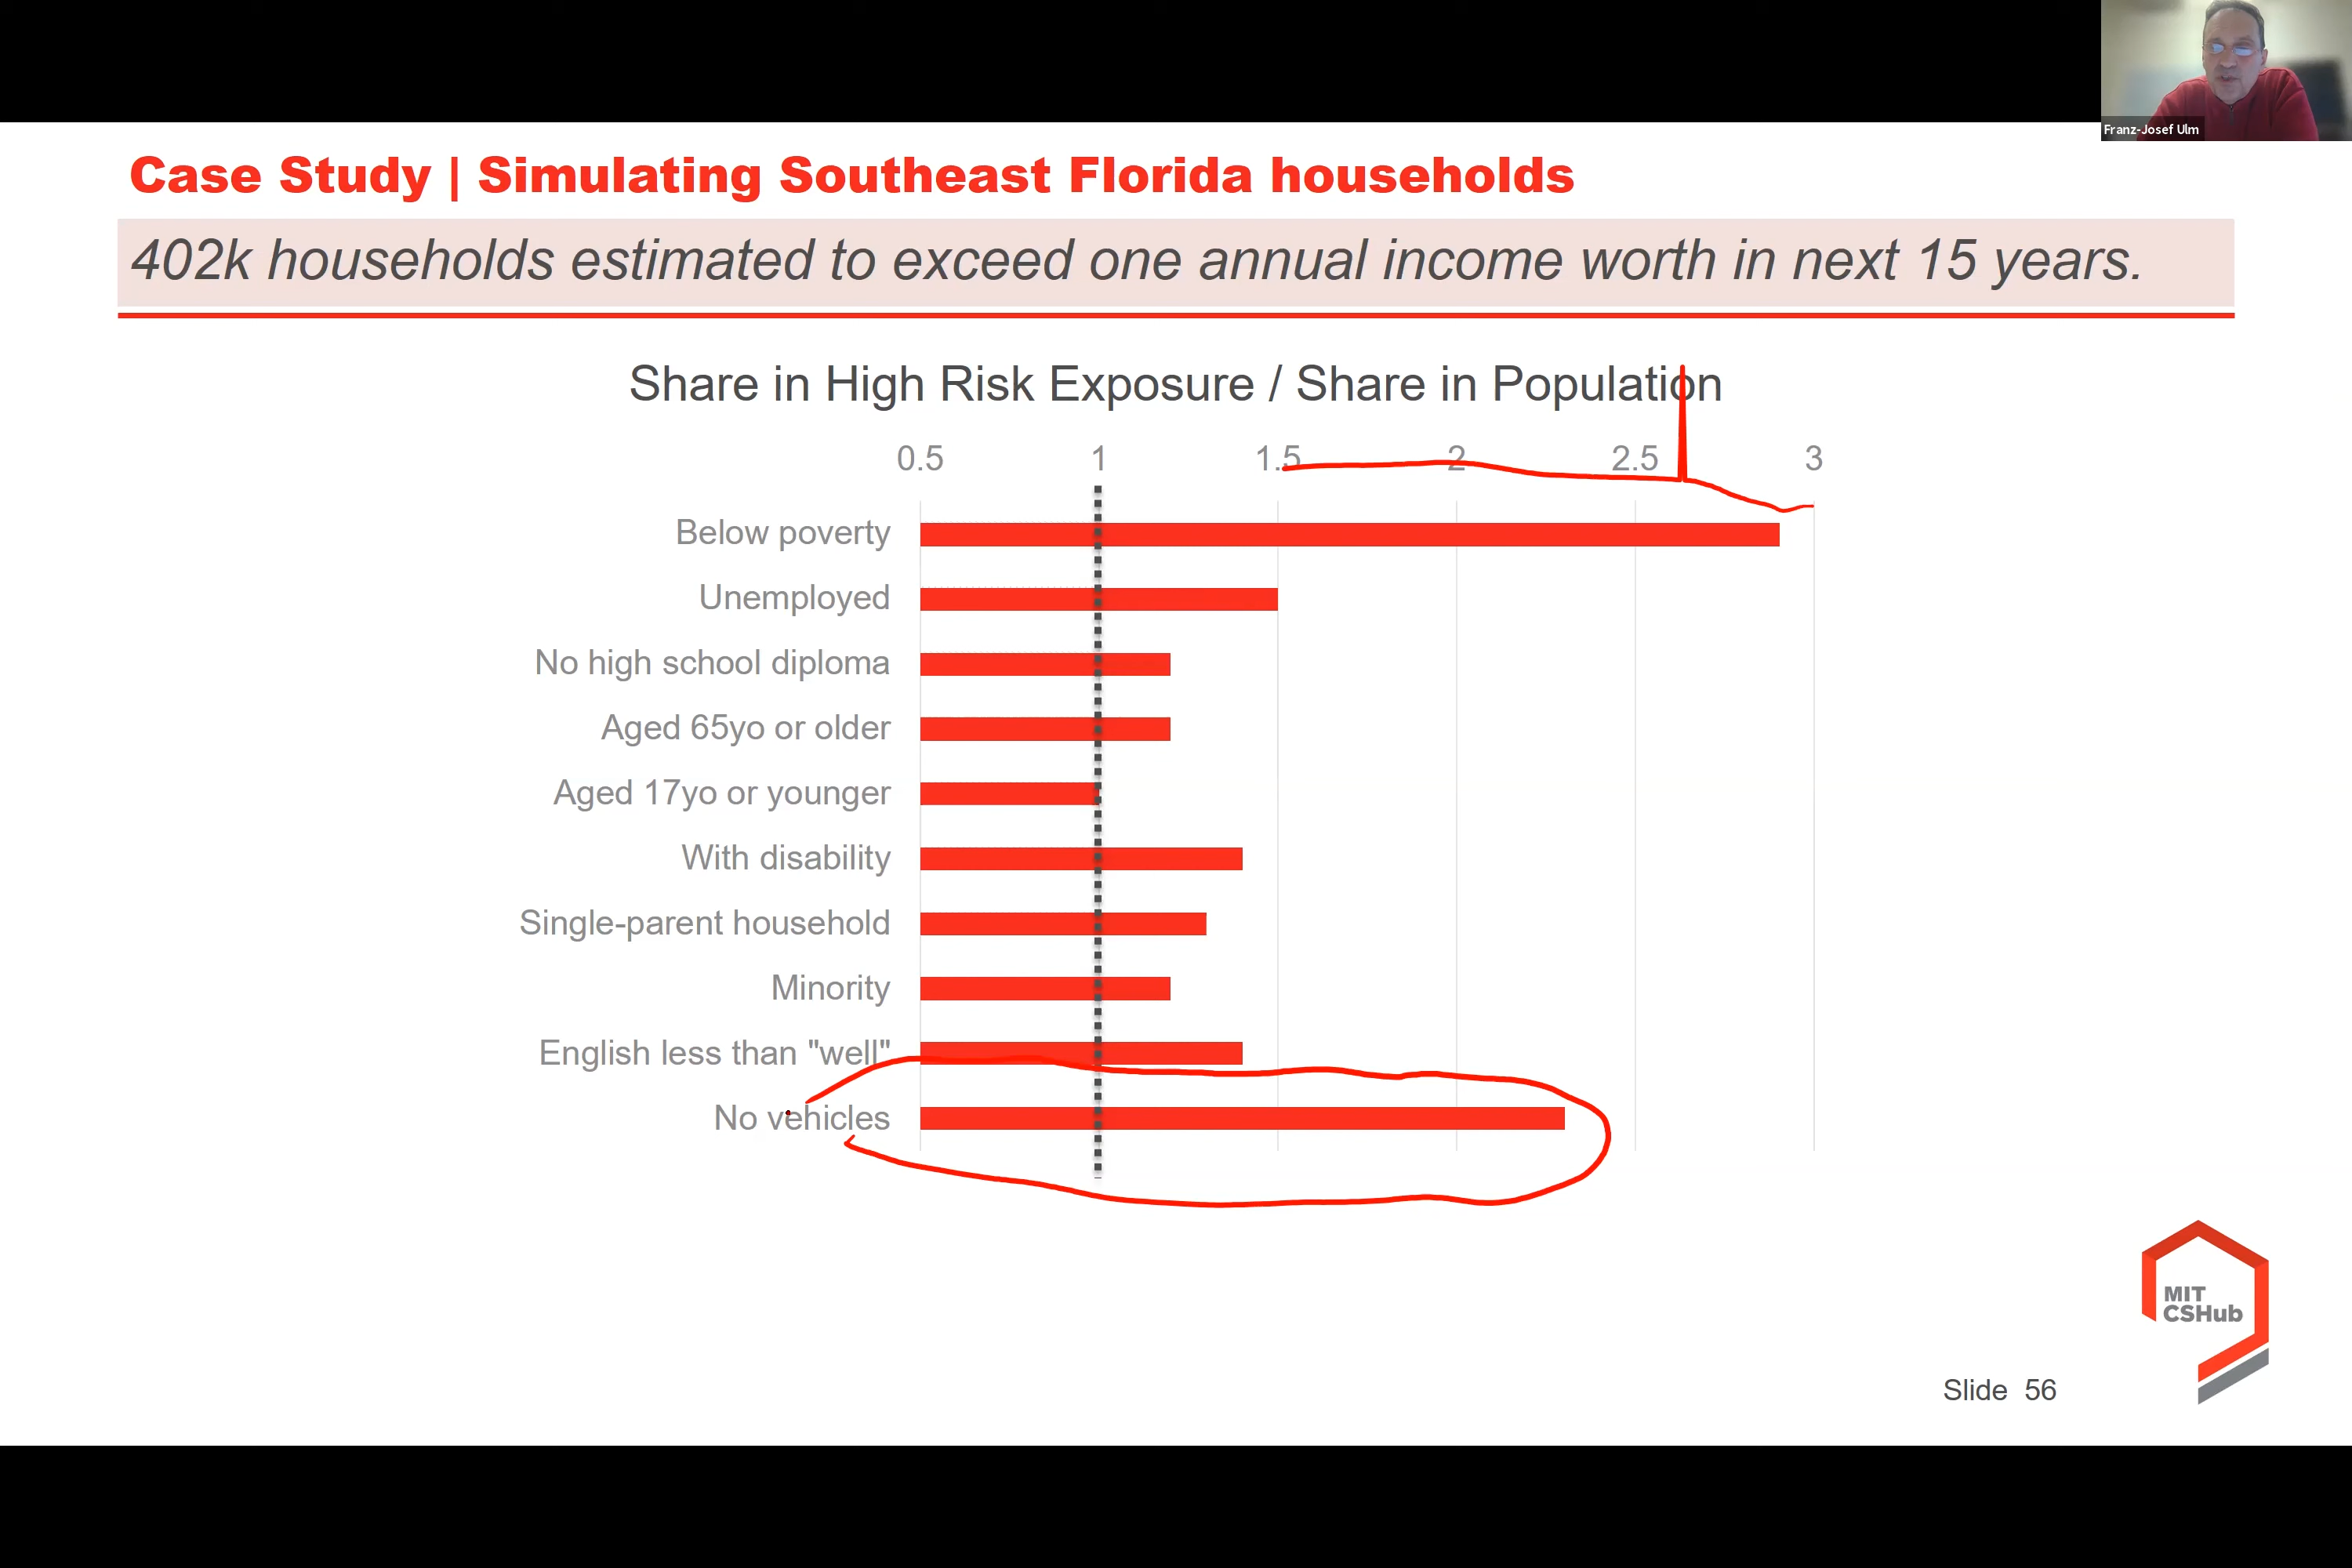 Franz-Josef Ulm
Case Study | Simulating Southeast Florida households
402k households estimated to exceed one annual income worth in next 15 years.
Share in High Risk Exposure / Share in Population
0.5 1 1.5 2 2.5 3
Below poverty
Unemployed
No high school diploma
Aged 65yo or older
Aged 17yo or younger
With disability
Single-parent household
Minority
English less than "well"
No vehicles
MIT
CSHub
Slide 56